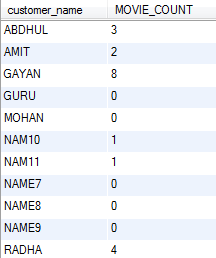 customer_name MOVIE_COUNT
ABDHUL 3
AMIT 2
GAYAN 8
GURU 0
MOHAN 0
NAM10 1
NAM11 1
NAME7 0
NAME8 0
NAME9 0
RADHA 4